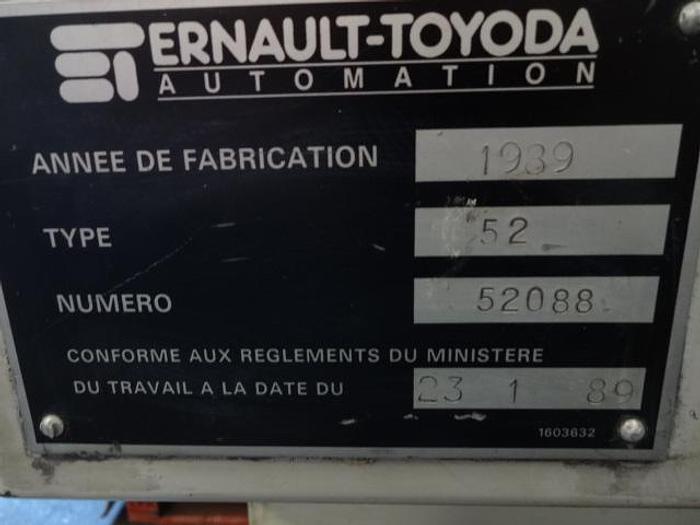 ERNAULT-TOYODA
AUTOMATION
ANNEE DE FABRICATION 1989
TYPE 52
NUMERO 52088
CONFORME AUX REGLEMENTS DU MINISTERE
DU TRAVAIL A LA DATE DU 23 1 89
1603632